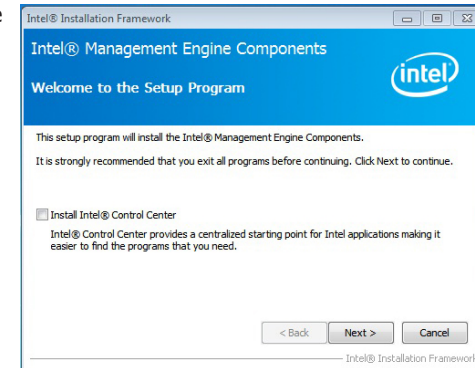 e
Intel® Installation Framework
Intel® Management Engine Components
Welcome to the Setup Program
(intel)
This setup program will install the Intel® Management Engine Components.
It is strongly recommended that you exit all programs before continuing. Click Next to continue.
Install Intel® Control Center
Intel® Control Center provides a centralized starting point for Intel applications making it
easier to find the programs that you need.
< Back Next > Cancel
Intel® Installation Framework